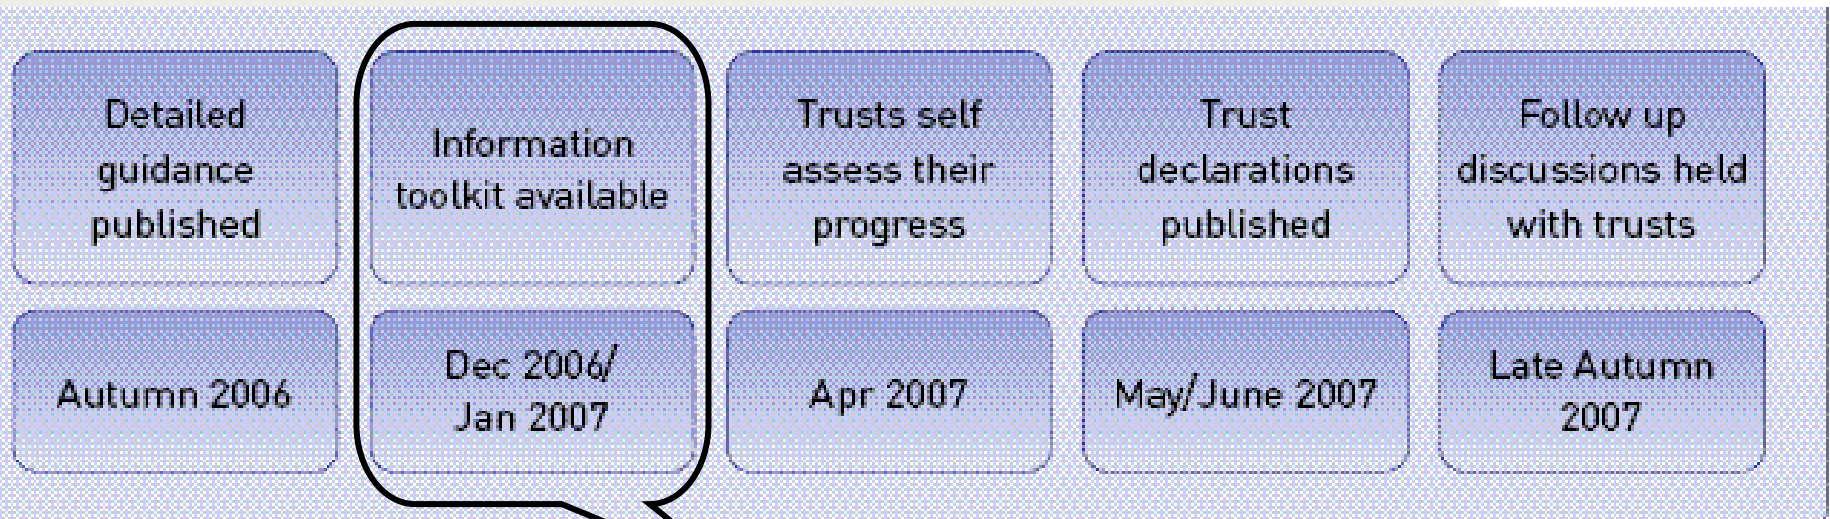 Detailed
guidance
published
Information
toolkit available
Trusts self
assess their
progress
Trust
declarations
published
Follow up
discussions held
with trusts
Autumn 2006
Dec 2006/
Jan 2007
Apr 2007
May/June 2007
Late Autumn
2007